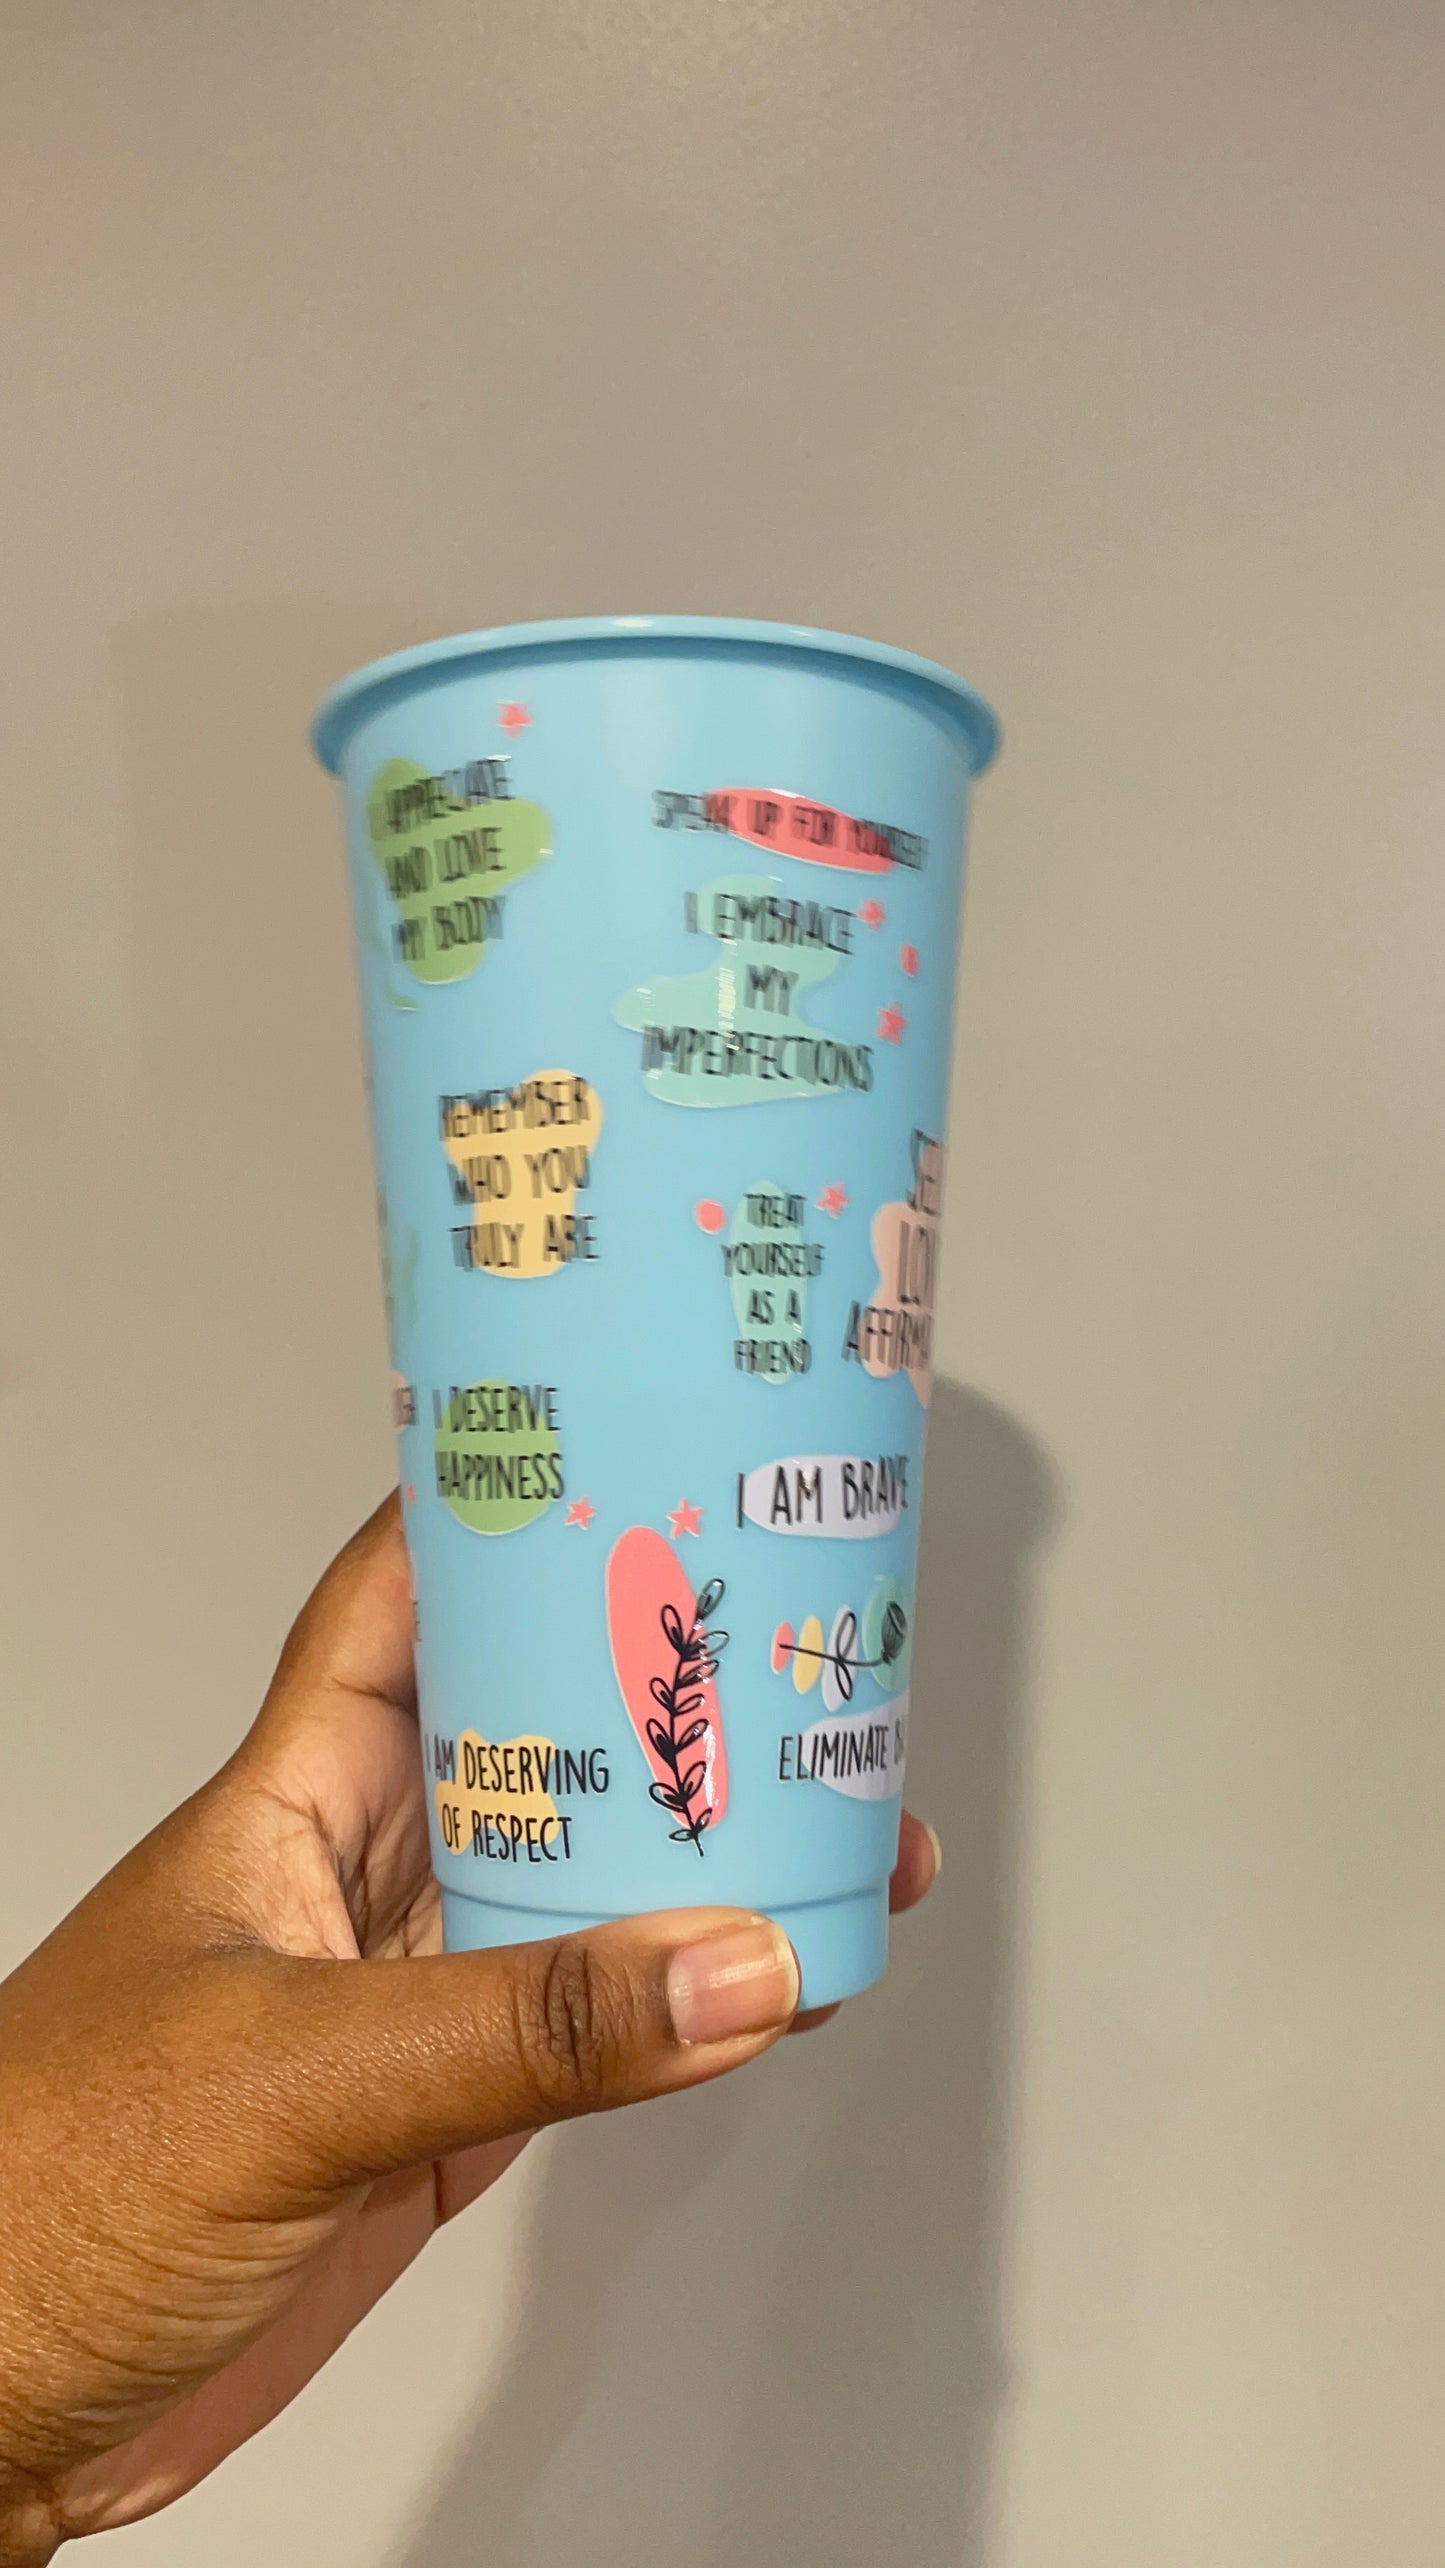 I APPRECIATE
AND LOVE
MY BODY
SPEAK UP FOR YOURSELF
I EMBRACE
MY
IMPERFECTIONS
REMEMBER
WHO YOU
TRULY ARE
TREAT
YOURSELF
AS A
FRIEND
I DESERVE
HAPPINESS
I AM BRAVE
I AM DESERVING
OF RESPECT
ELIMINATE